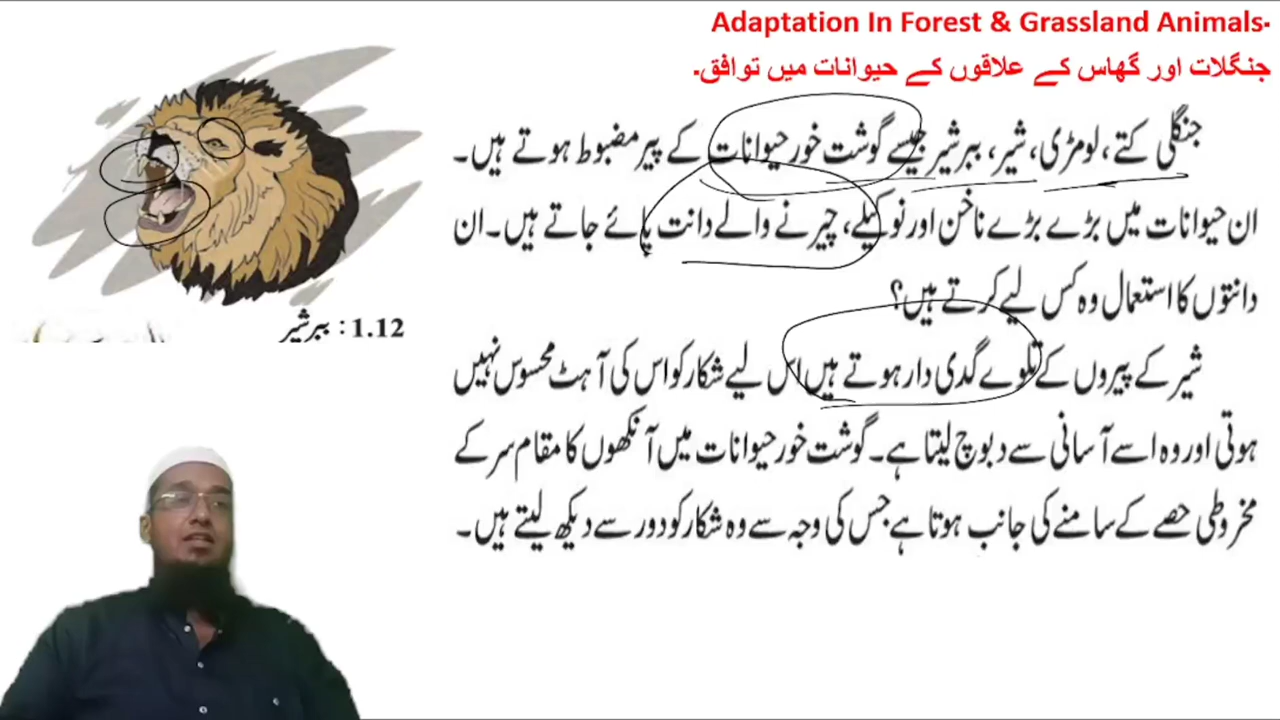 Adaptation In Forest & Grassland Animals-
جنگلات اور گھاس کے علاقوں کے حیوانات میں توافق۔
جنگلی کتے، لومڑی، شیر، ببر شیر جیسے گوشت خور حیوانات کے پیر مضبوط ہوتے ہیں۔
ان حیوانات میں بڑے بڑے ناخن اور نوکیلے، چیرنے والے دانت پائے جاتے ہیں۔ ان
دانتوں کا استعمال وہ کس لیے کرتے ہیں؟
شیر کے پیروں کے تلوے گدی دار ہوتے ہیں اس لیے شکار کو اس کی آہٹ محسوس نہیں
ہوتی اور وہ اسے آسانی سے دبوچ لیتا ہے۔ گوشت خور حیوانات میں آنکھوں کا مقام سر کے
مخروطی حصے کے سامنے کی جانب ہوتا ہے جس کی وجہ سے وہ شکار کو دور سے دیکھ لیتے ہیں۔
1.12 : ببر شیر